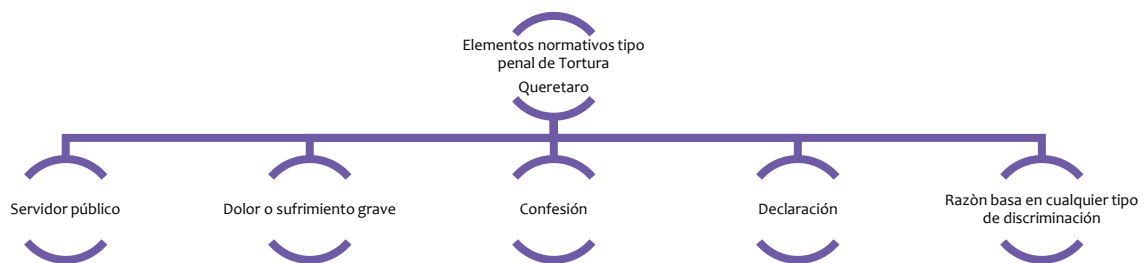 Elementos normativos tipo
penal de Tortura
Queretaro
Servidor público
Dolor o sufrimiento grave
Confesión
Declaración
Razòn basa en cualquier tipo
de discriminación